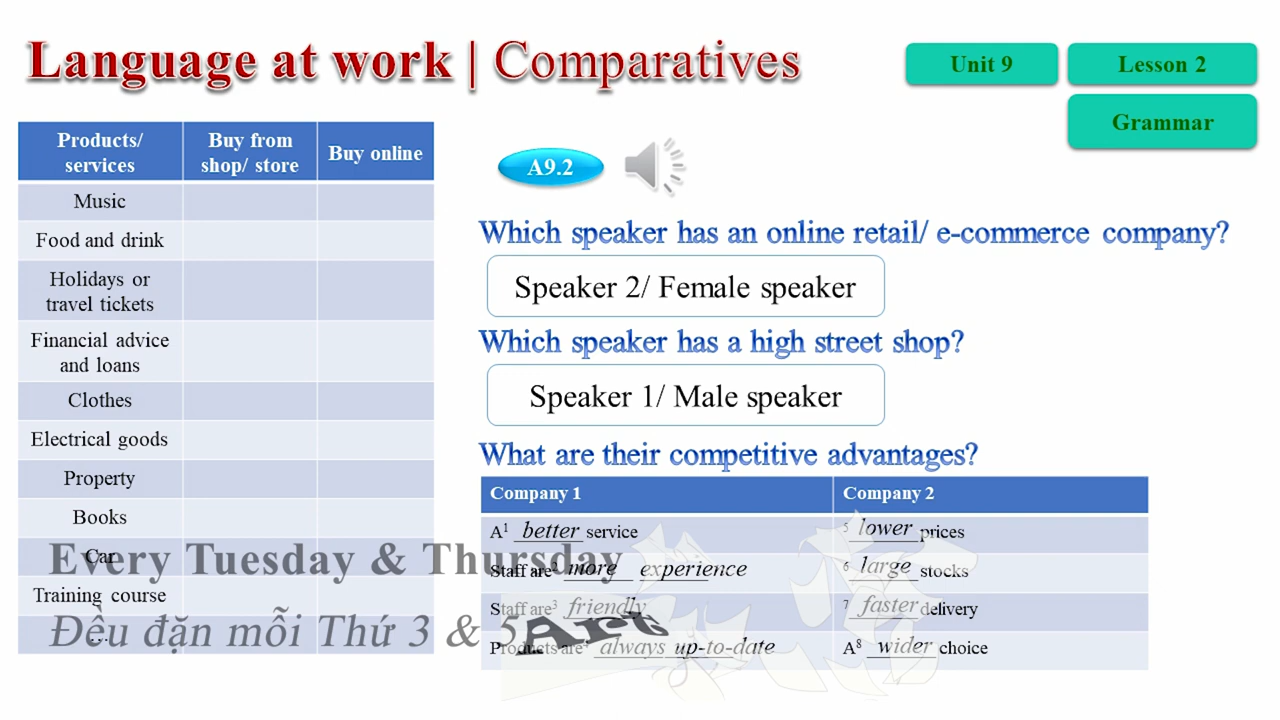 Language at work | Comparatives
Unit 9
Lesson 2
Grammar
Products/
services
Buy from
shop/ store
Buy online
Music
Food and drink
Holidays or
travel tickets
Financial advice
and loans
Clothes
Electrical goods
Property
Books
Car
Training course
...
A9.2
Which speaker has an online retail/ e-commerce company?
Speaker 2/ Female speaker
Which speaker has a high street shop?
Speaker 1/ Male speaker
What are their competitive advantages?
Company 1
Company 2
A¹ better service
⁵ lower prices
Staff are² more experience
⁶ large stocks
Staff are³ friendly
⁷ faster delivery
Products are⁴ always up-to-date
A⁸ wider choice
Every Tuesday & Thursday
Đều đặn mỗi Thứ 3 & 5
Art